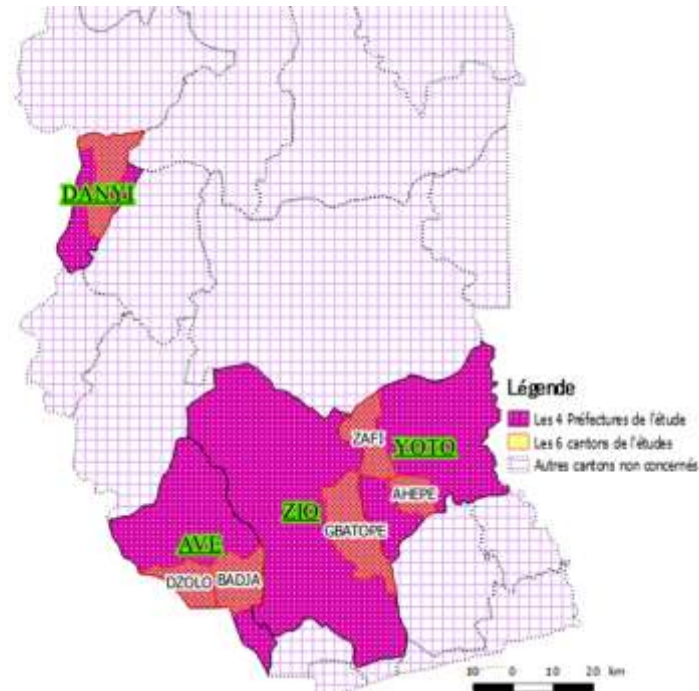 DANYI
Légende
Les 4 Préfectures de l'étude
Les 6 cantons de l'études
Autres cantons non concernés
ZAFI
YOTO
AHEPE
ZIO
GBATOPE
AVE
DZOLO
BADJA
10 0 10 20 km